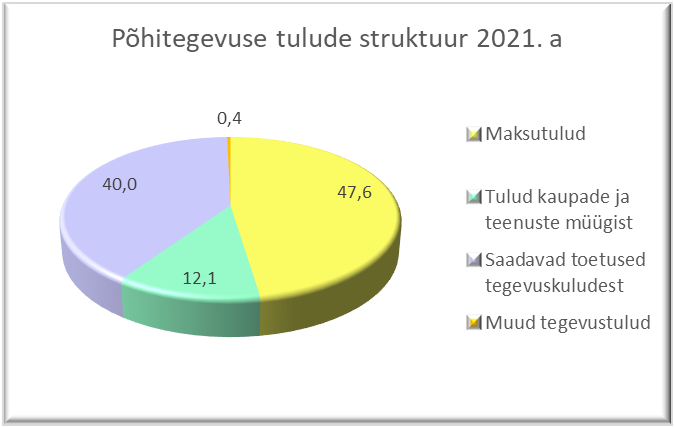 Põhitegevuse tulude struktuur 2021. a
0,4
40,0
47,6
12,1
Maksutulud
Tulud kaupade ja
teenuste müügist
Saadavad toetused
tegevuskuludest
Muud tegevustulud